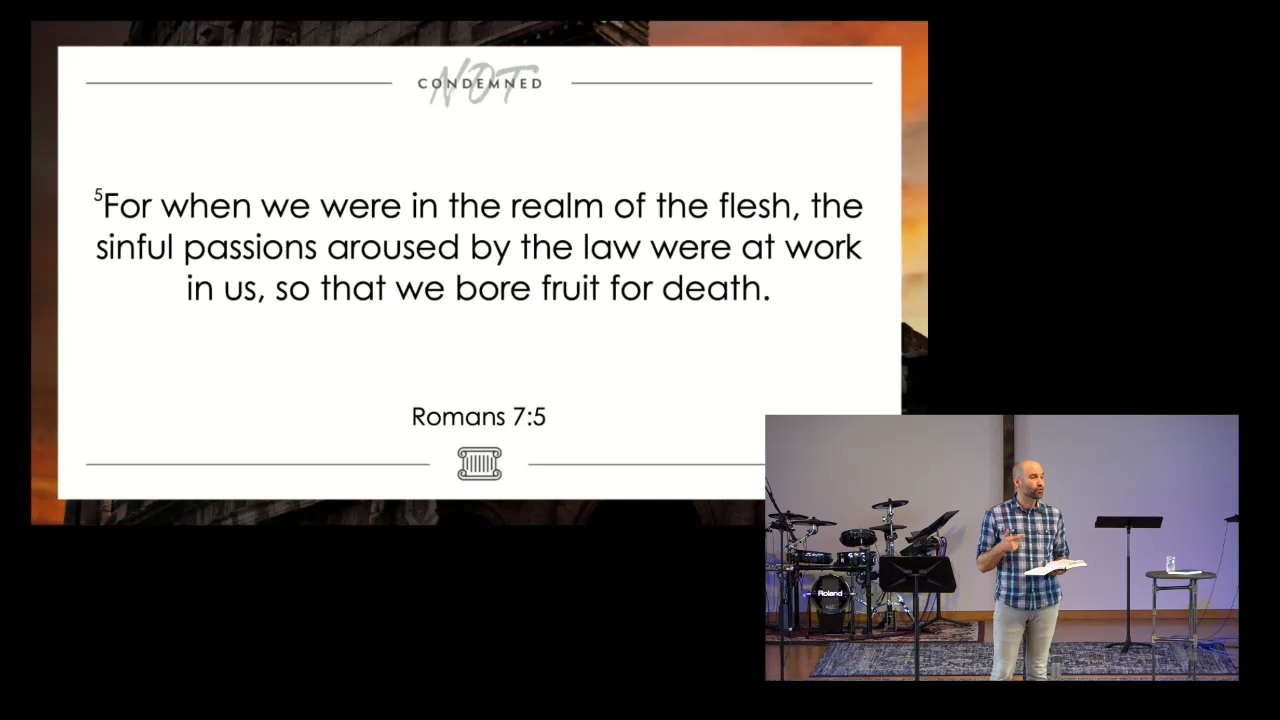 NOT
CONDEMNED
5For when we were in the realm of the flesh, the
sinful passions aroused by the law were at work
in us, so that we bore fruit for death.
Romans 7:5
Roland